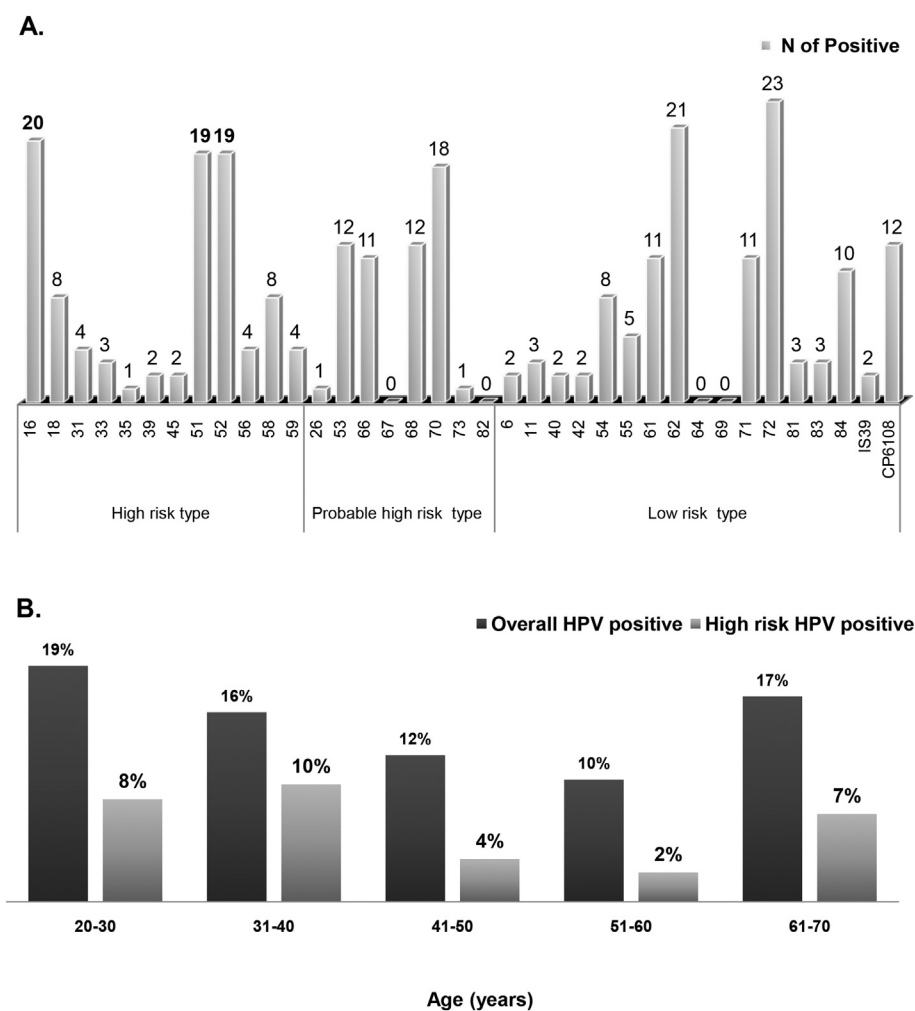 A.
N of Positive
20 8 4 3 1 2 2 19 19 4 8 4 1 12 11 0 12 18 1 0 2 3 2 2 8 5 11 21 0 0 11 23 3 3 10 2 12
16 18 31 33 35 39 45 51 52 56 58 59 26 53 66 67 68 70 73 82 6 11 40 42 54 55 61 62 64 69 71 72 81 83 84 IS39 CP6108
High risk type Probable high risk type Low risk type
B.
Overall HPV positive High risk HPV positive
19% 8% 16% 10% 12% 4% 10% 2% 17% 7%
20-30 31-40 41-50 51-60 61-70
Age (years)